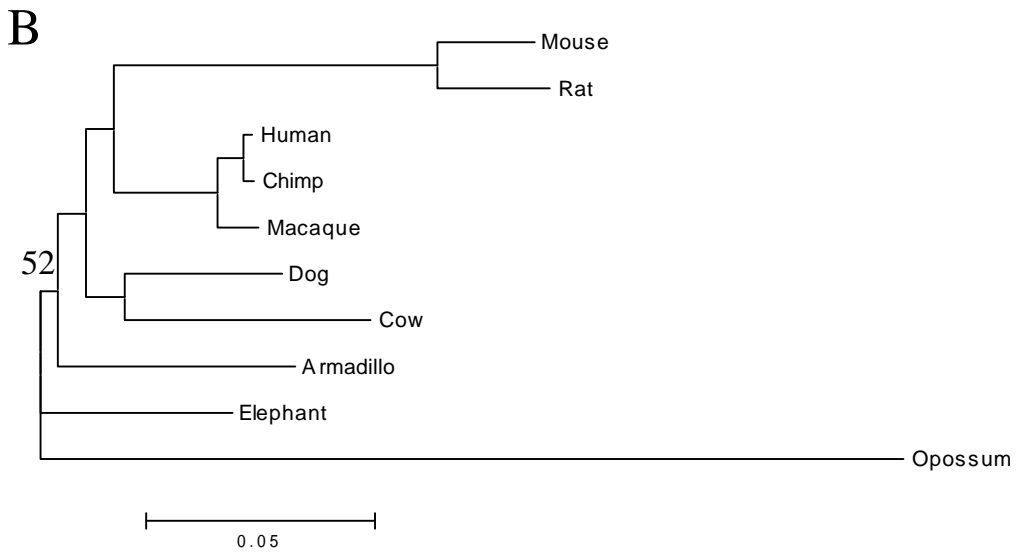 B
Mouse
Rat
Human
Chimp
Macaque
52
Dog
Cow
Armadillo
Elephant
Opossum
0.05